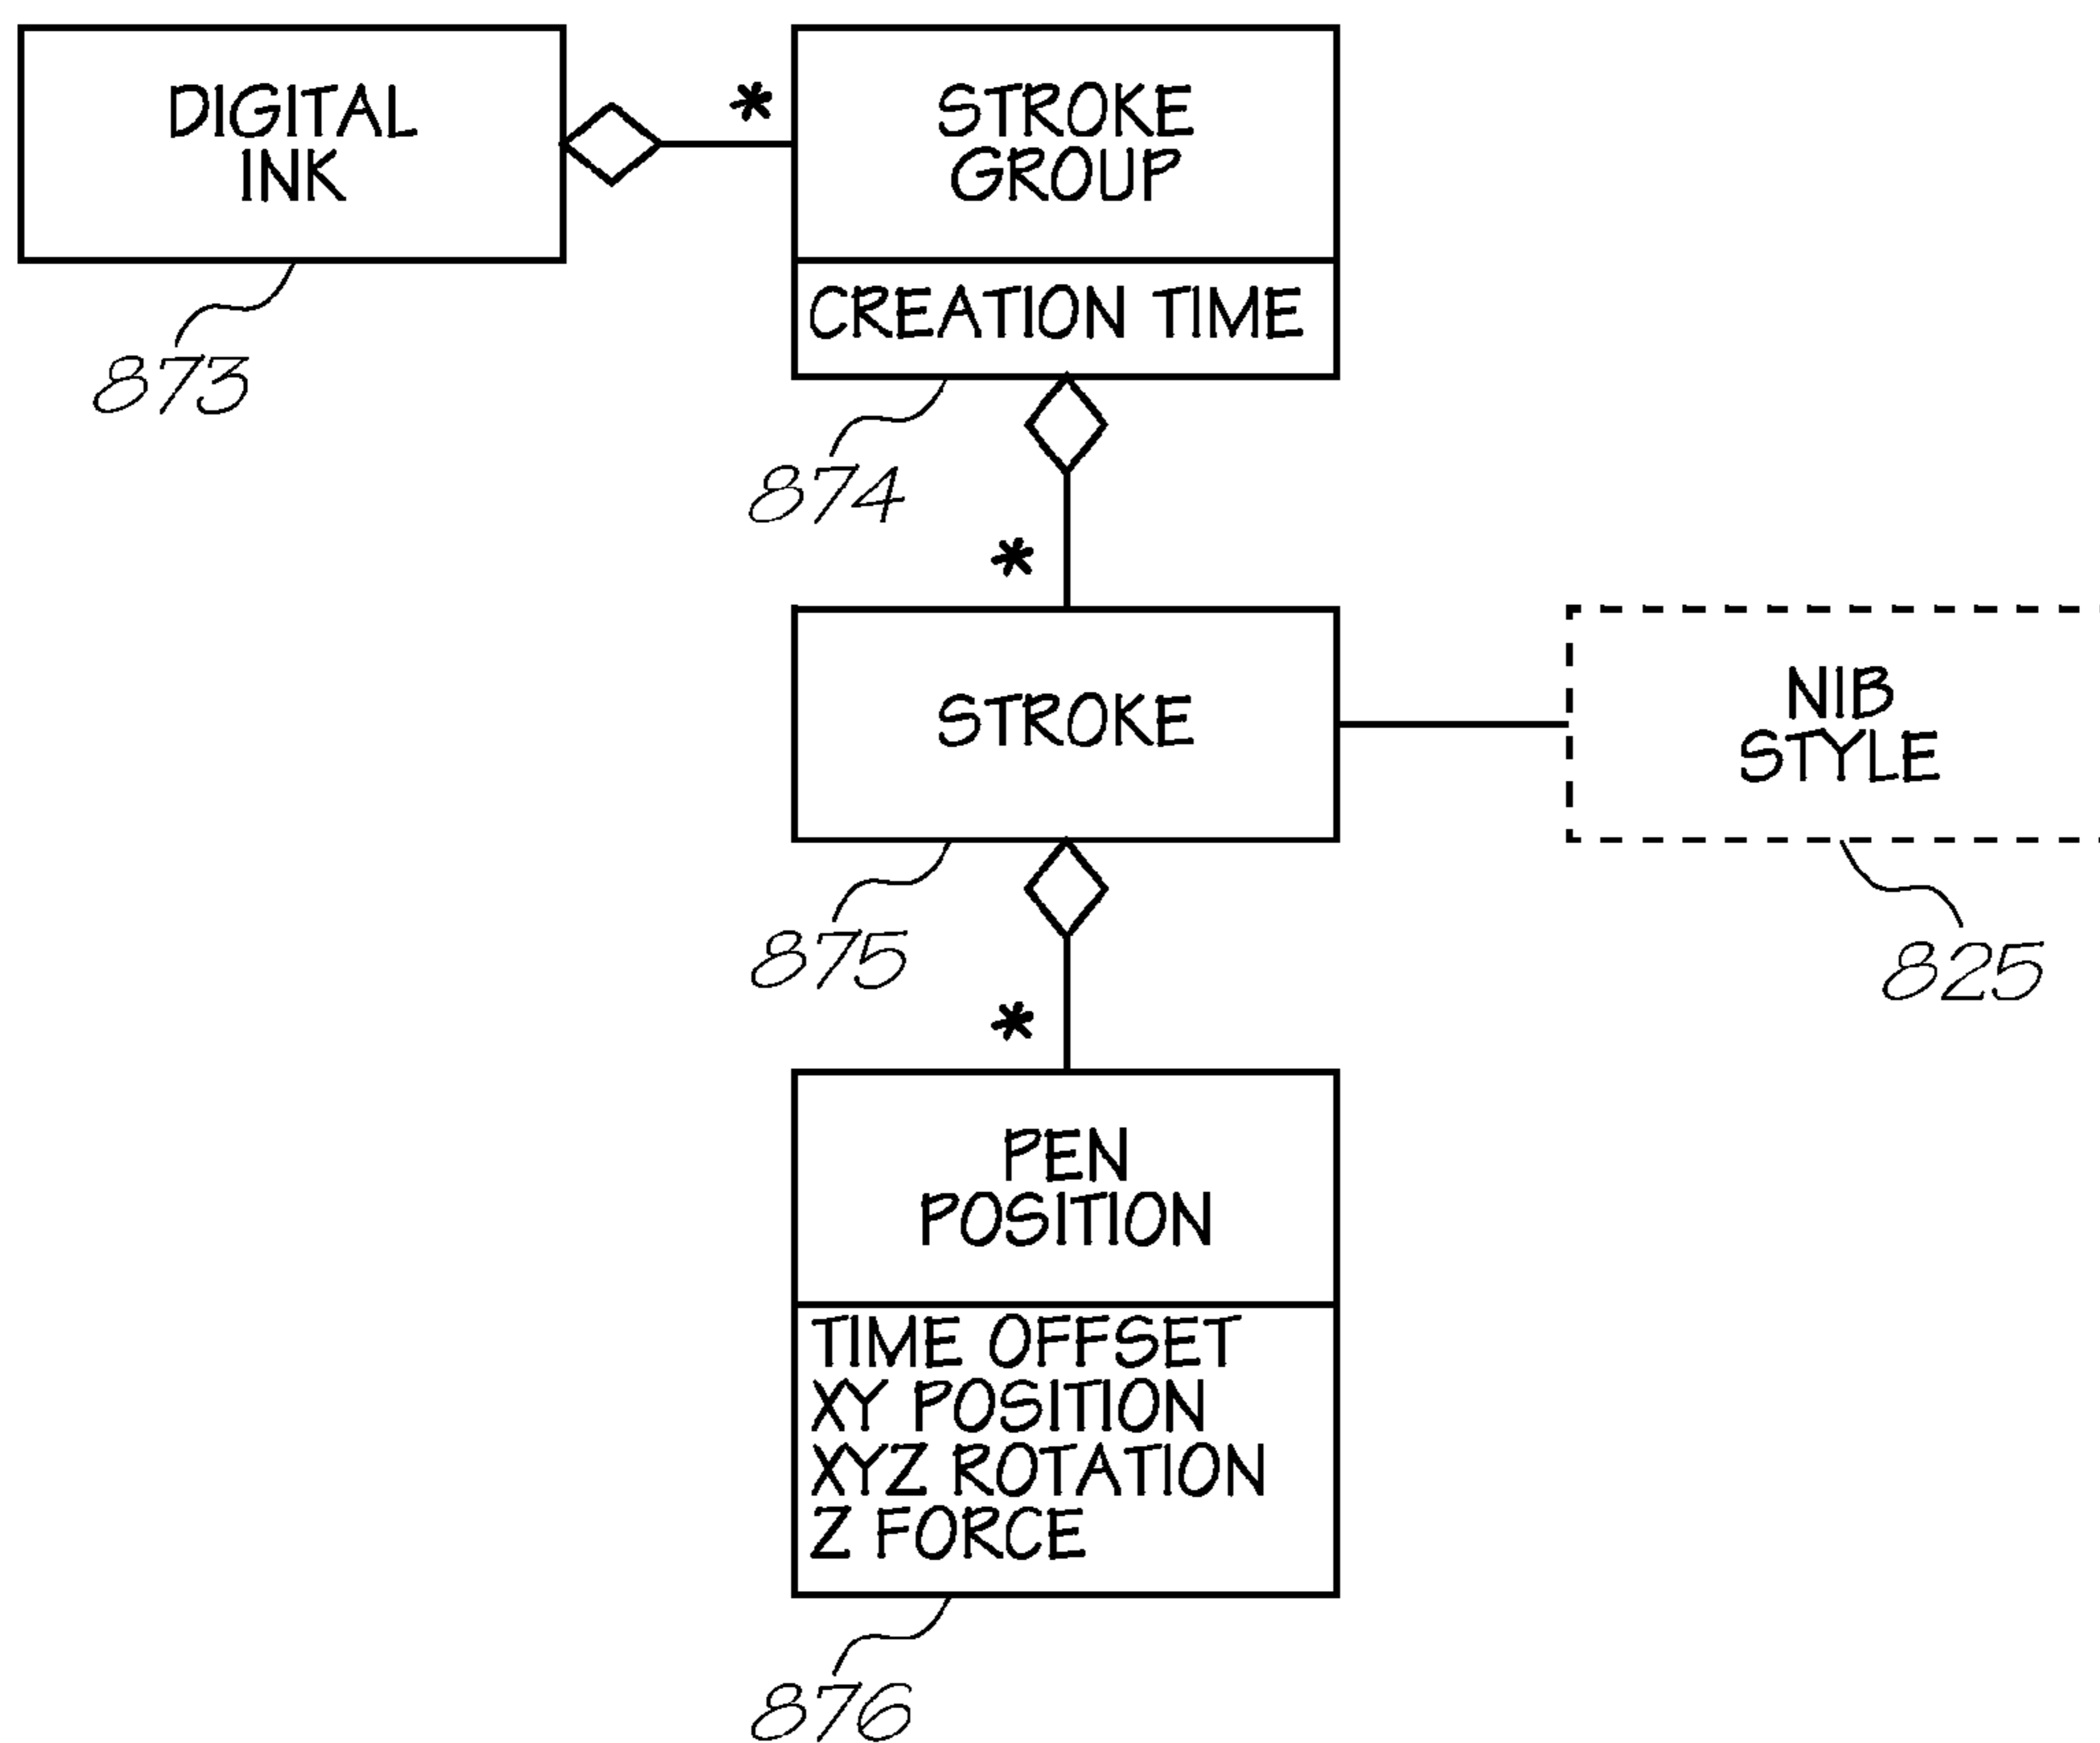 DIGITAL
INK
*
STROKE
GROUP
CREATION TIME
873
874
*
STROKE
NIB
STYLE
875
825
*
PEN
POSITION
TIME OFFSET
XY POSITION
XYZ ROTATION
Z FORCE
876